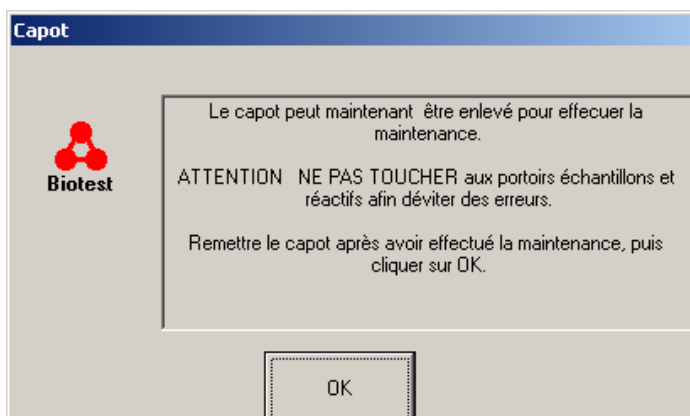 Capot
Le capot peut maintenant être enlevé pour effecuer la
maintenance.
Biotest
ATTENTION NE PAS TOUCHER aux portoirs échantillons et
réactifs afin déviter des erreurs.
Remettre le capot après avoir effectué la maintenance, puis
cliquer sur OK.
OK